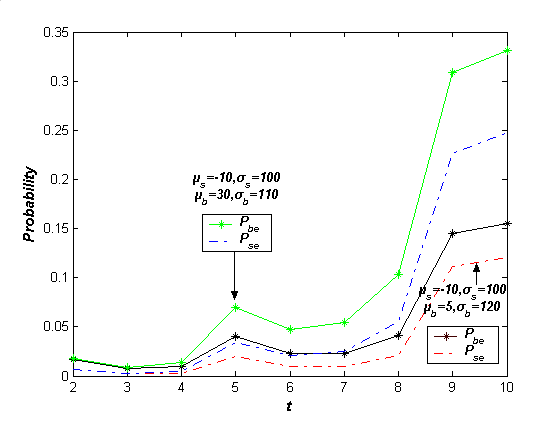 0.35
0.3
0.25
0.2
0.15
0.1
0.05
0
Probability
μs=-10,σs=100
μb=30,σb=110
Pbe
Pse
μs=-10,σs=100
μb=5,σb=120
Pbe
Pse
2 3 4 5 6 7 8 9 10
t